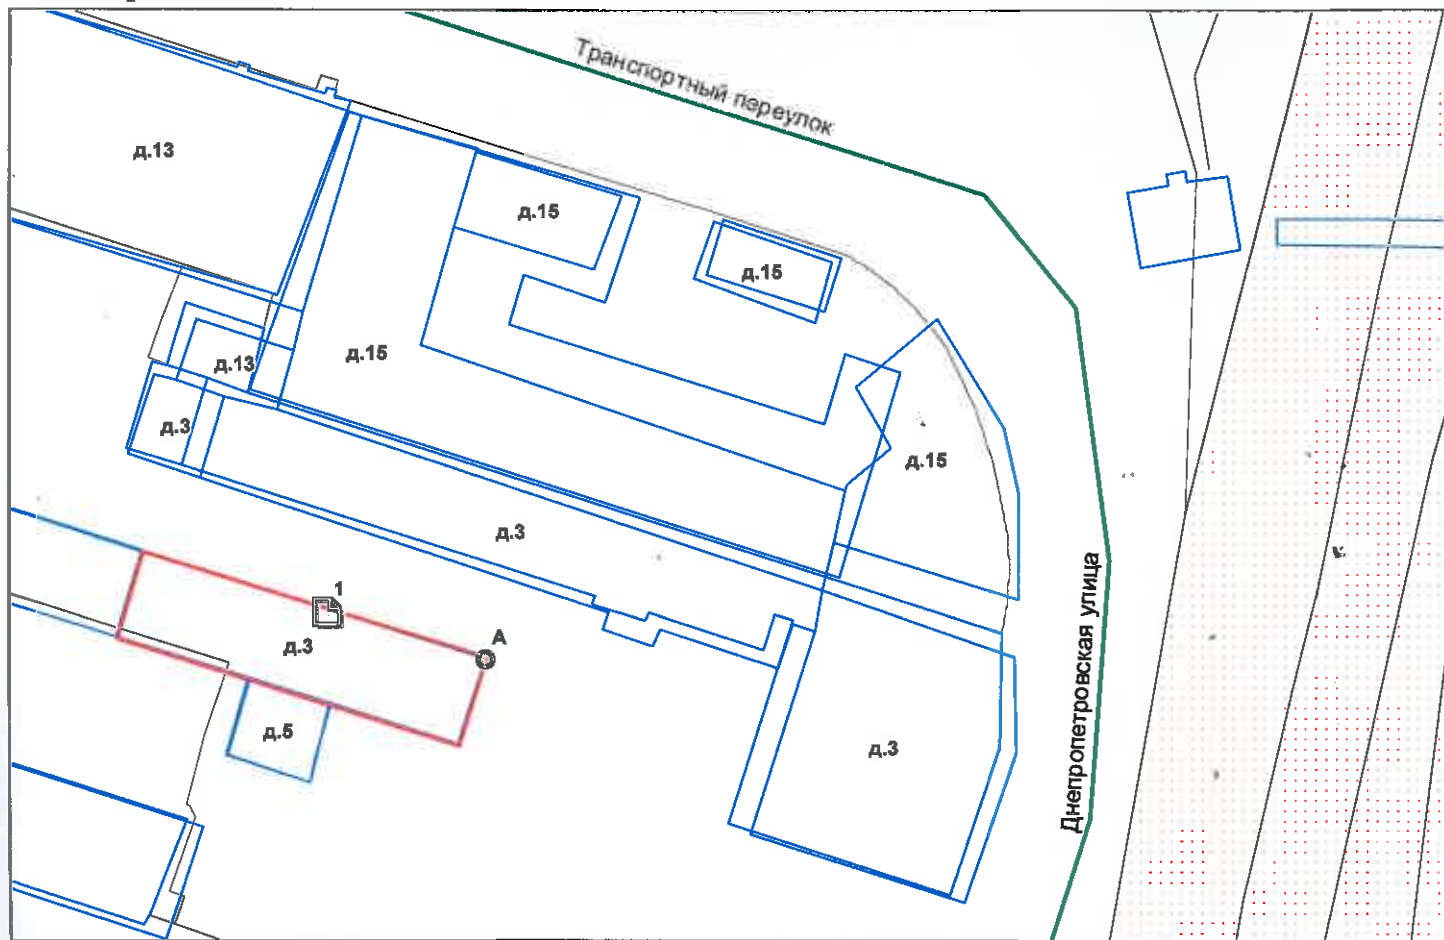 Транспортный переулок
д.13
д.15
д.15
д.15
д.13
д.3
д.15
д.3
1
д.3
А
д.5
д.3
Днепропетровская улица